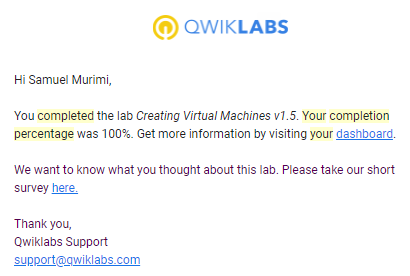 QWIKLABS
Hi Samuel Murimi,
You completed the lab Creating Virtual Machines v1.5. Your completion
percentage was 100%. Get more information by visiting your dashboard.
We want to know what you thought about this lab. Please take our short
survey here.
Thank you,
Qwiklabs Support
support@qwiklabs.com